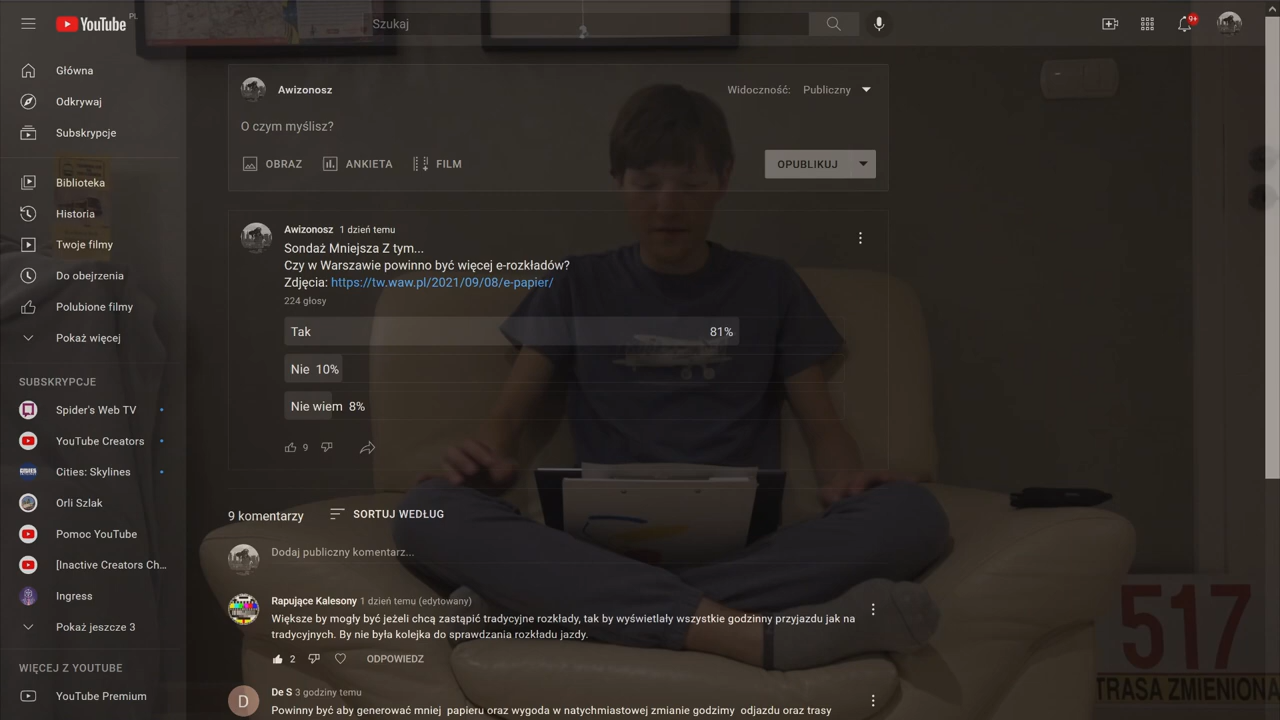 YouTube PL
Szukaj
9+
Główna
Odkrywaj
Subskrypcje
Biblioteka
Historia
Twoje filmy
Do obejrzenia
Polubione filmy
Pokaż więcej
SUBSKRYPCJE
Spider's Web TV
YouTube Creators
Cities: Skylines
Orli Szlak
Pomoc YouTube
[Inactive Creators Ch...
Ingress
Pokaż jeszcze 3
WIĘCEJ Z YOUTUBE
YouTube Premium
Awizonosz
Widoczność: Publiczny
O czym myślisz?
OBRAZ ANKIETA FILM
OPUBLIKUJ
Awizonosz 1 dzień temu
Sondaż Mniejsza Z tym...
Czy w Warszawie powinno być więcej e-rozkładów?
Zdjęcia: https://tw.waw.pl/2021/09/08/e-papier/
224 głosy
Tak 81%
Nie 10%
Nie wiem 8%
9
9 komentarzy SORTUJ WEDŁUG
Dodaj publiczny komentarz...
Rapujące Kalesony 1 dzień temu (edytowany)
Większe by mogły być jeżeli chcą zastąpić tradycyjne rozkłady, tak by wyświetlały wszystkie godzinny przyjazdu jak na
tradycyjnych. By nie była kolejka do sprawdzania rozkładu jazdy.
2 ODPOWIEDZ
D
De S 3 godziny temu
Powinny być aby generować mniej papieru oraz wygoda w natychmiastowej zmianie godzimy odjazdu oraz trasy
517
TRASA ZMIENIONA